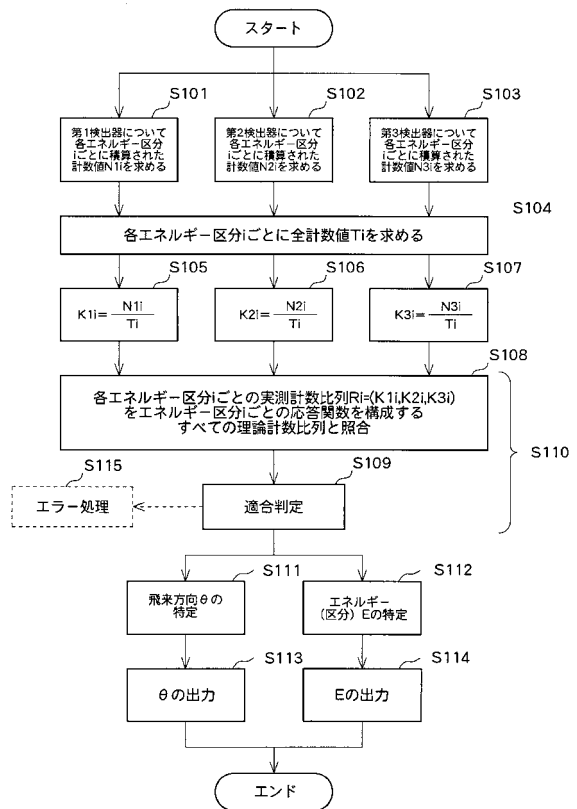 スタート
S101
S102
S103
第1検出器について
各エネルギー区分
iごとに積算された
計数値N1iを求める
第2検出器について
各エネルギー区分
iごとに積算された
計数値N2iを求める
第3検出器について
各エネルギー区分
iごとに積算された
計数値N3iを求める
S104
各エネルギー区分iごとに全計数値Tiを求める
S105
S106
S107
K1i= N1i
Ti
K2i= N2i
Ti
K3i= N3i
Ti
S108
各エネルギー区分iごとの実測計数比列Ri=(K1i,K2i,K3i)
をエネルギー区分iごとの応答関数を構成する
すべての理論計数比列と照合
S110
S115
エラー処理
S109
適合判定
S111
S112
飛来方向θの
特定
エネルギー
(区分) Eの特定
S113
S114
θの出力
Eの出力
エンド